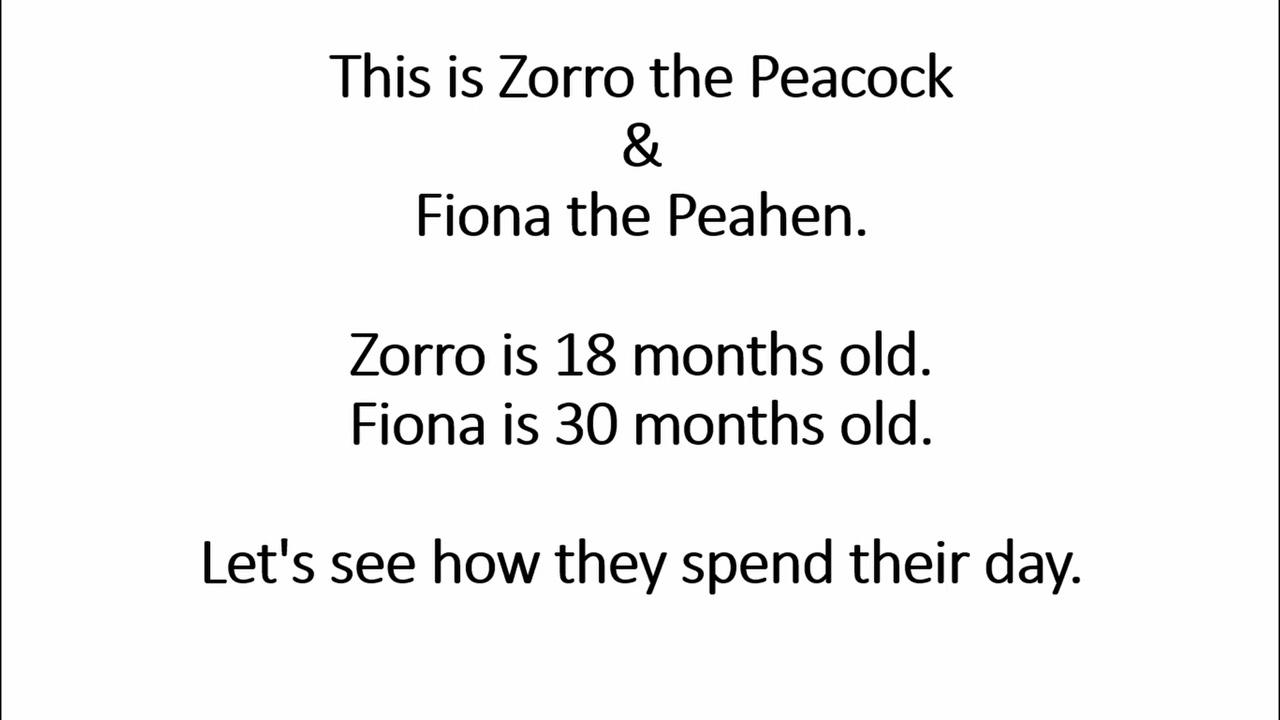 This is Zorro the Peacock
&
Fiona the Peahen.
Zorro is 18 months old.
Fiona is 30 months old.
Let's see how they spend their day.